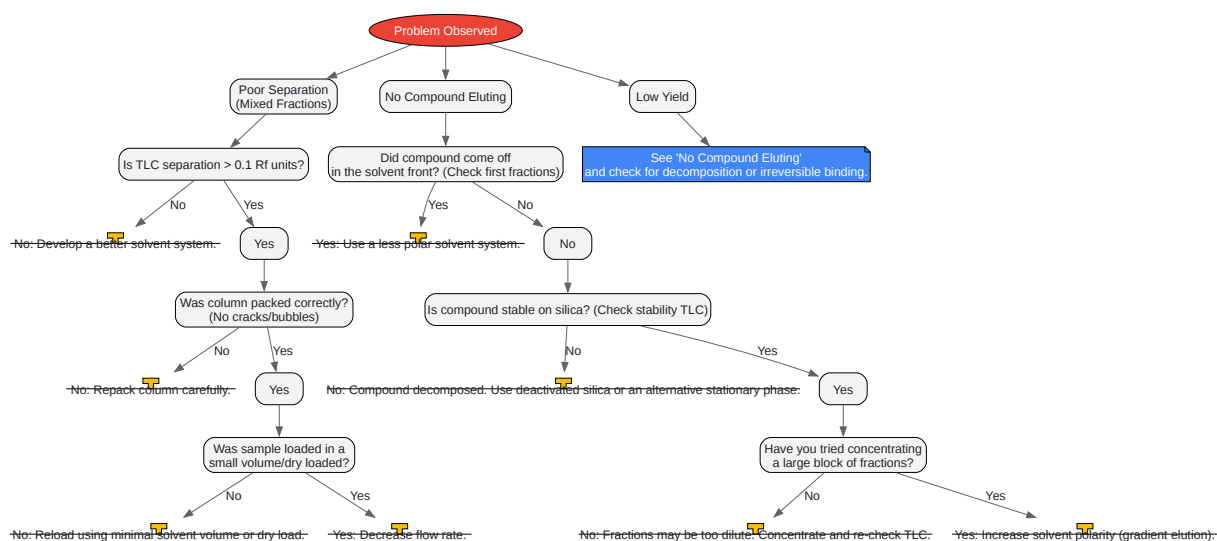 Problem Observed
Poor Separation
(Mixed Fractions)
No Compound Eluting
Low Yield
Is TLC separation > 0.1 Rf units?
Did compound come off
in the solvent front? (Check first fractions)
See 'No Compound Eluting'
and check for decomposition or irreversible binding.
No
Yes
Yes
No
No: Develop a better solvent system.
Yes
Yes: Use a less polar solvent system.
No
Was column packed correctly?
(No cracks/bubbles)
Is compound stable on silica? (Check stability TLC)
No
Yes
No
Yes
No: Repack column carefully.
Yes
No: Compound decomposed. Use deactivated silica or an alternative stationary phase.
Yes
Was sample loaded in a
small volume/dry loaded?
Have you tried concentrating
a large block of fractions?
No
Yes
No
Yes
No: Reload using minimal solvent volume or dry load.
Yes: Decrease flow rate.
No: Fractions may be too dilute. Concentrate and re-check TLC.
Yes: Increase solvent polarity (gradient elution).